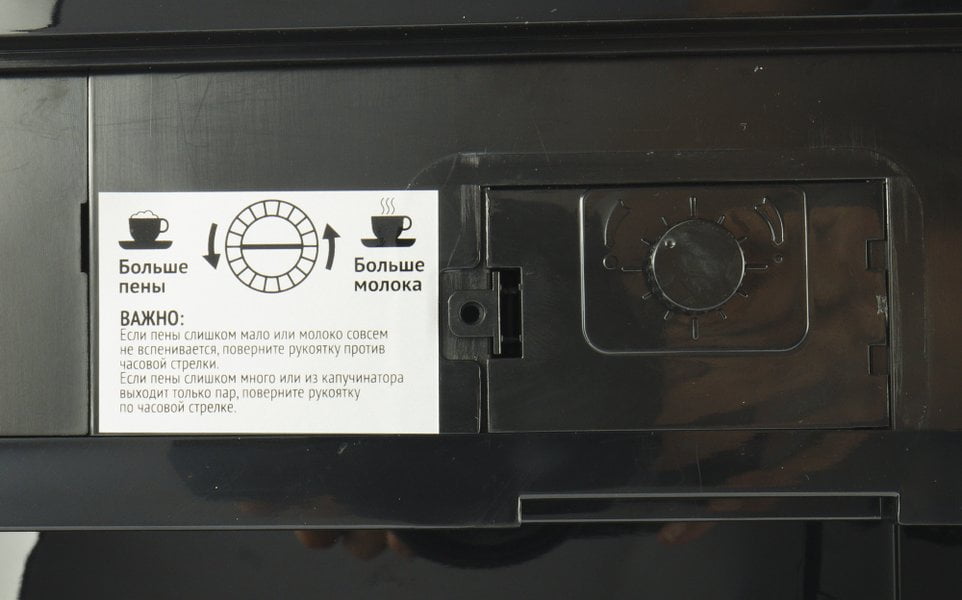 Больше
пены
Больше
молока
ВАЖНО:
Если пены слишком мало или молоко совсем
не вспенивается, поверните рукоятку против
часовой стрелки.
Если пены слишком много или из капучинатора
выходит только пар, поверните рукоятку
по часовой стрелке.